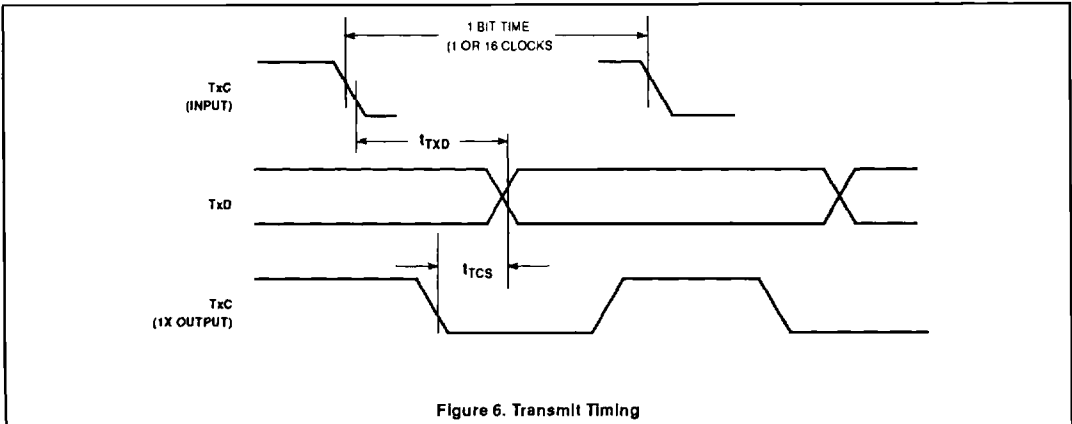 1 BIT TIME
(1 OR 16 CLOCKS
TxC
(INPUT)
tTXD
TxD
tTCS
TxC
(1X OUTPUT)
Figure 6. Transmit Timing